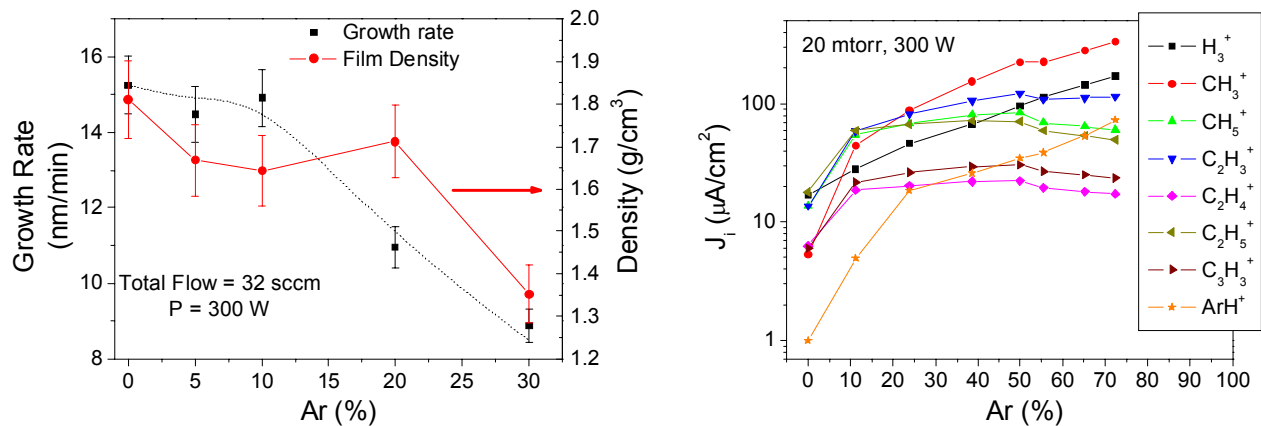 Growth rate
Film Density
Growth Rate
(nm/min)
16
14
12
10
8
2.0
1.9
1.8
1.7
1.6
1.5
1.4
1.3
1.2
Density (g/cm³)
Total Flow = 32 sccm
P = 300 W
0 5 10 15 20 25 30
Ar (%)
20 mtorr, 300 W
J_i (µA/cm²)
100
10
1
0 10 20 30 40 50 60 70 80 90 100
Ar (%)
H₃⁺
CH₃⁺
CH₅⁺
C₂H₃⁺
C₂H₄⁺
C₂H₅⁺
C₃H₃⁺
ArH⁺